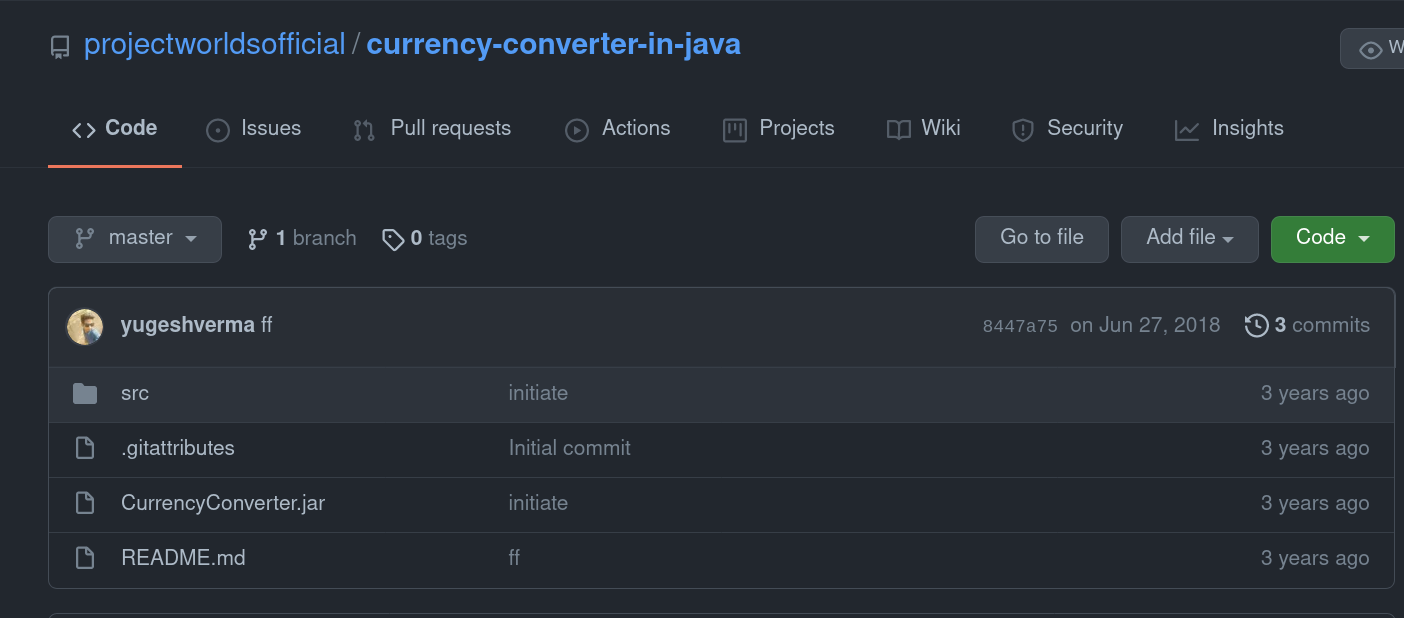 projectworldsofficial / currency-converter-in-java
W
Code Issues Pull requests Actions Projects Wiki Security Insights
master 1 branch 0 tags Go to file Add file Code
yugeshverma ff 8447a75 on Jun 27, 2018 3 commits
src initiate 3 years ago
.gitattributes Initial commit 3 years ago
CurrencyConverter.jar initiate 3 years ago
README.md ff 3 years ago